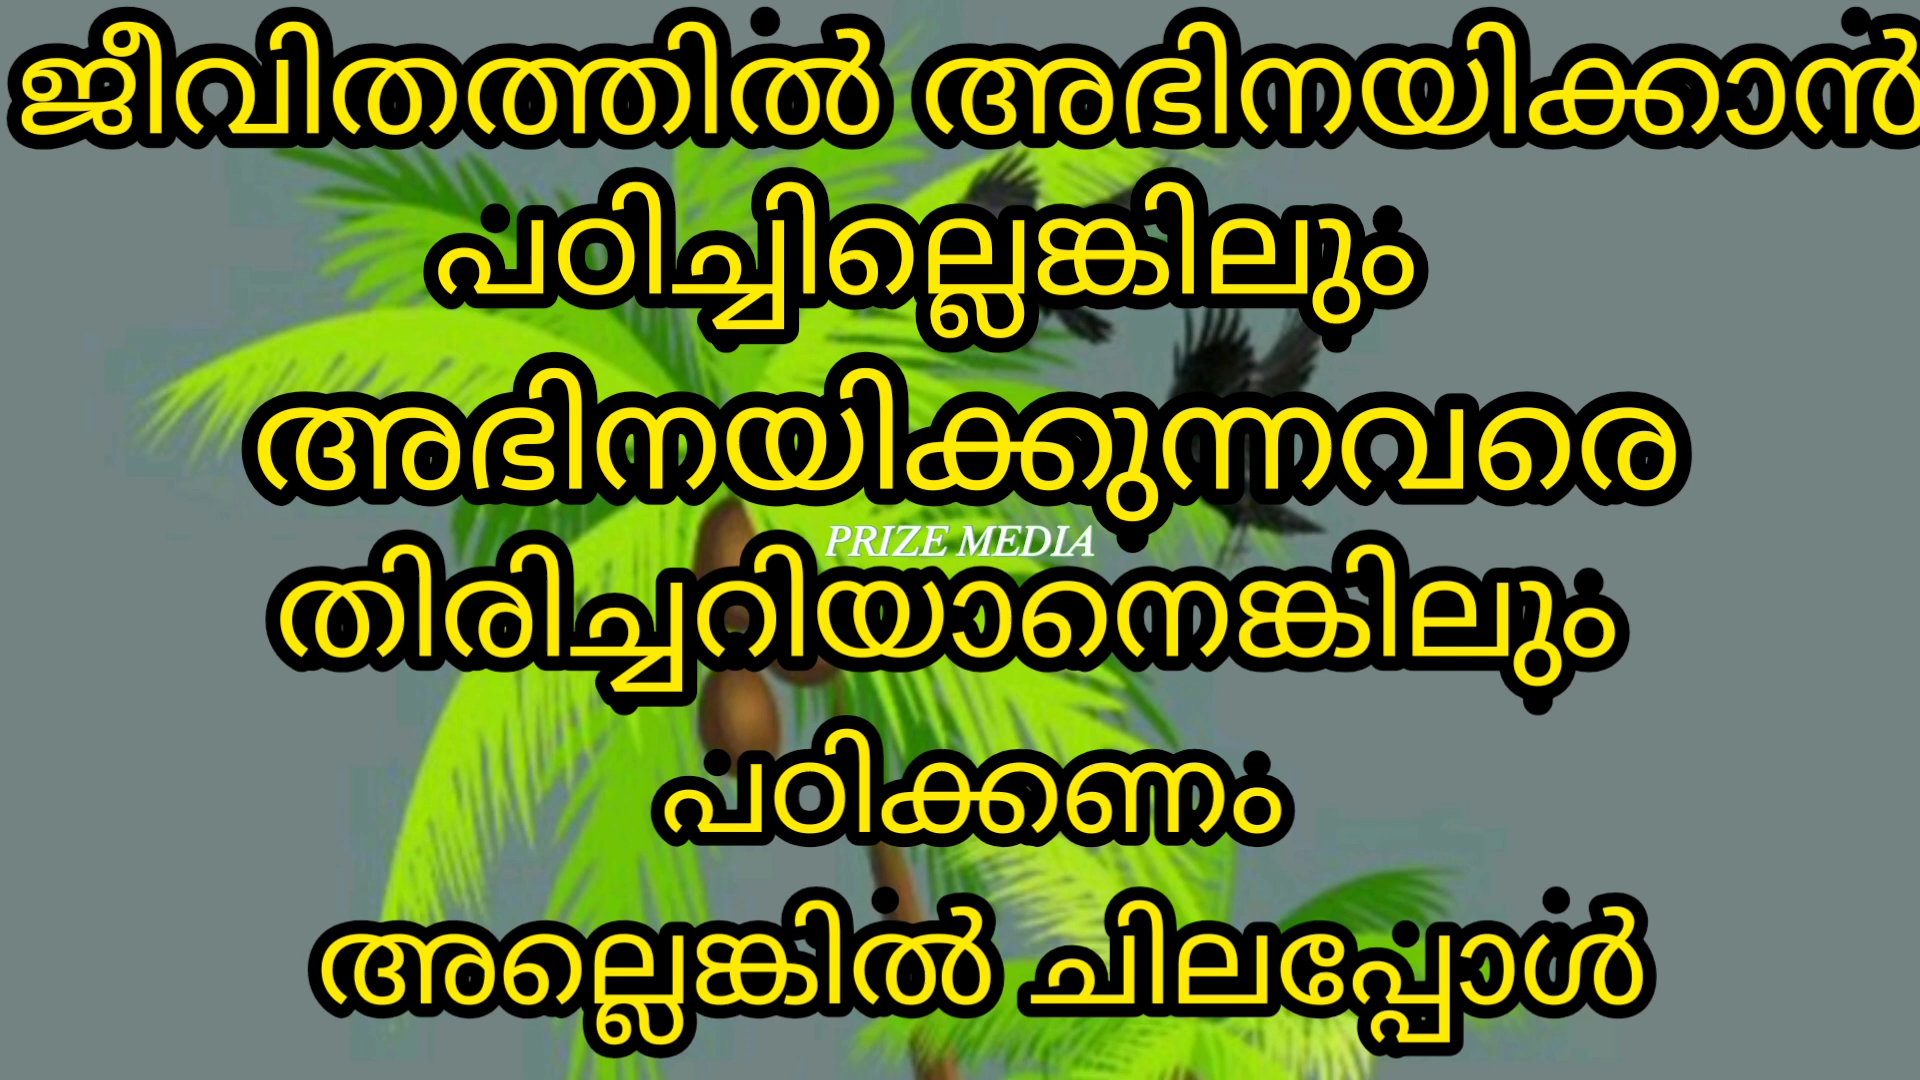 ജീവിതത്തിൽ അഭിനയിക്കാൻ
പഠിച്ചില്ലെങ്കിലും
അഭിനയിക്കുന്നവരെ
PRIZE MEDIA
തിരിച്ചറിയാനെങ്കിലും
പഠിക്കണം
അല്ലെങ്കിൽ ചിലപ്പോൾ